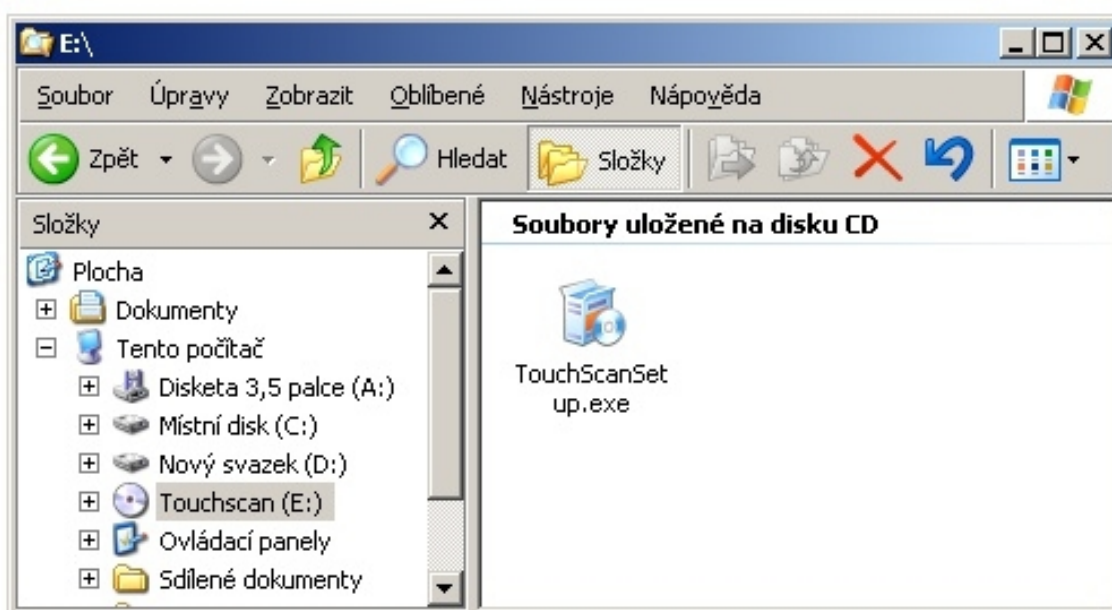 E:\
Soubor Úpravy Zobrazit Oblíbené Nástroje Nápověda
Zpět Hledat Složky
Složky
Soubory uložené na disku CD
Plocha
Dokumenty
Tento počítač
Disketa 3,5 palce (A:)
Místní disk (C:)
Nový svazek (D:)
Touchscan (E:)
Ovládací panely
Sdílené dokumenty
TouchScanSet
up.exe